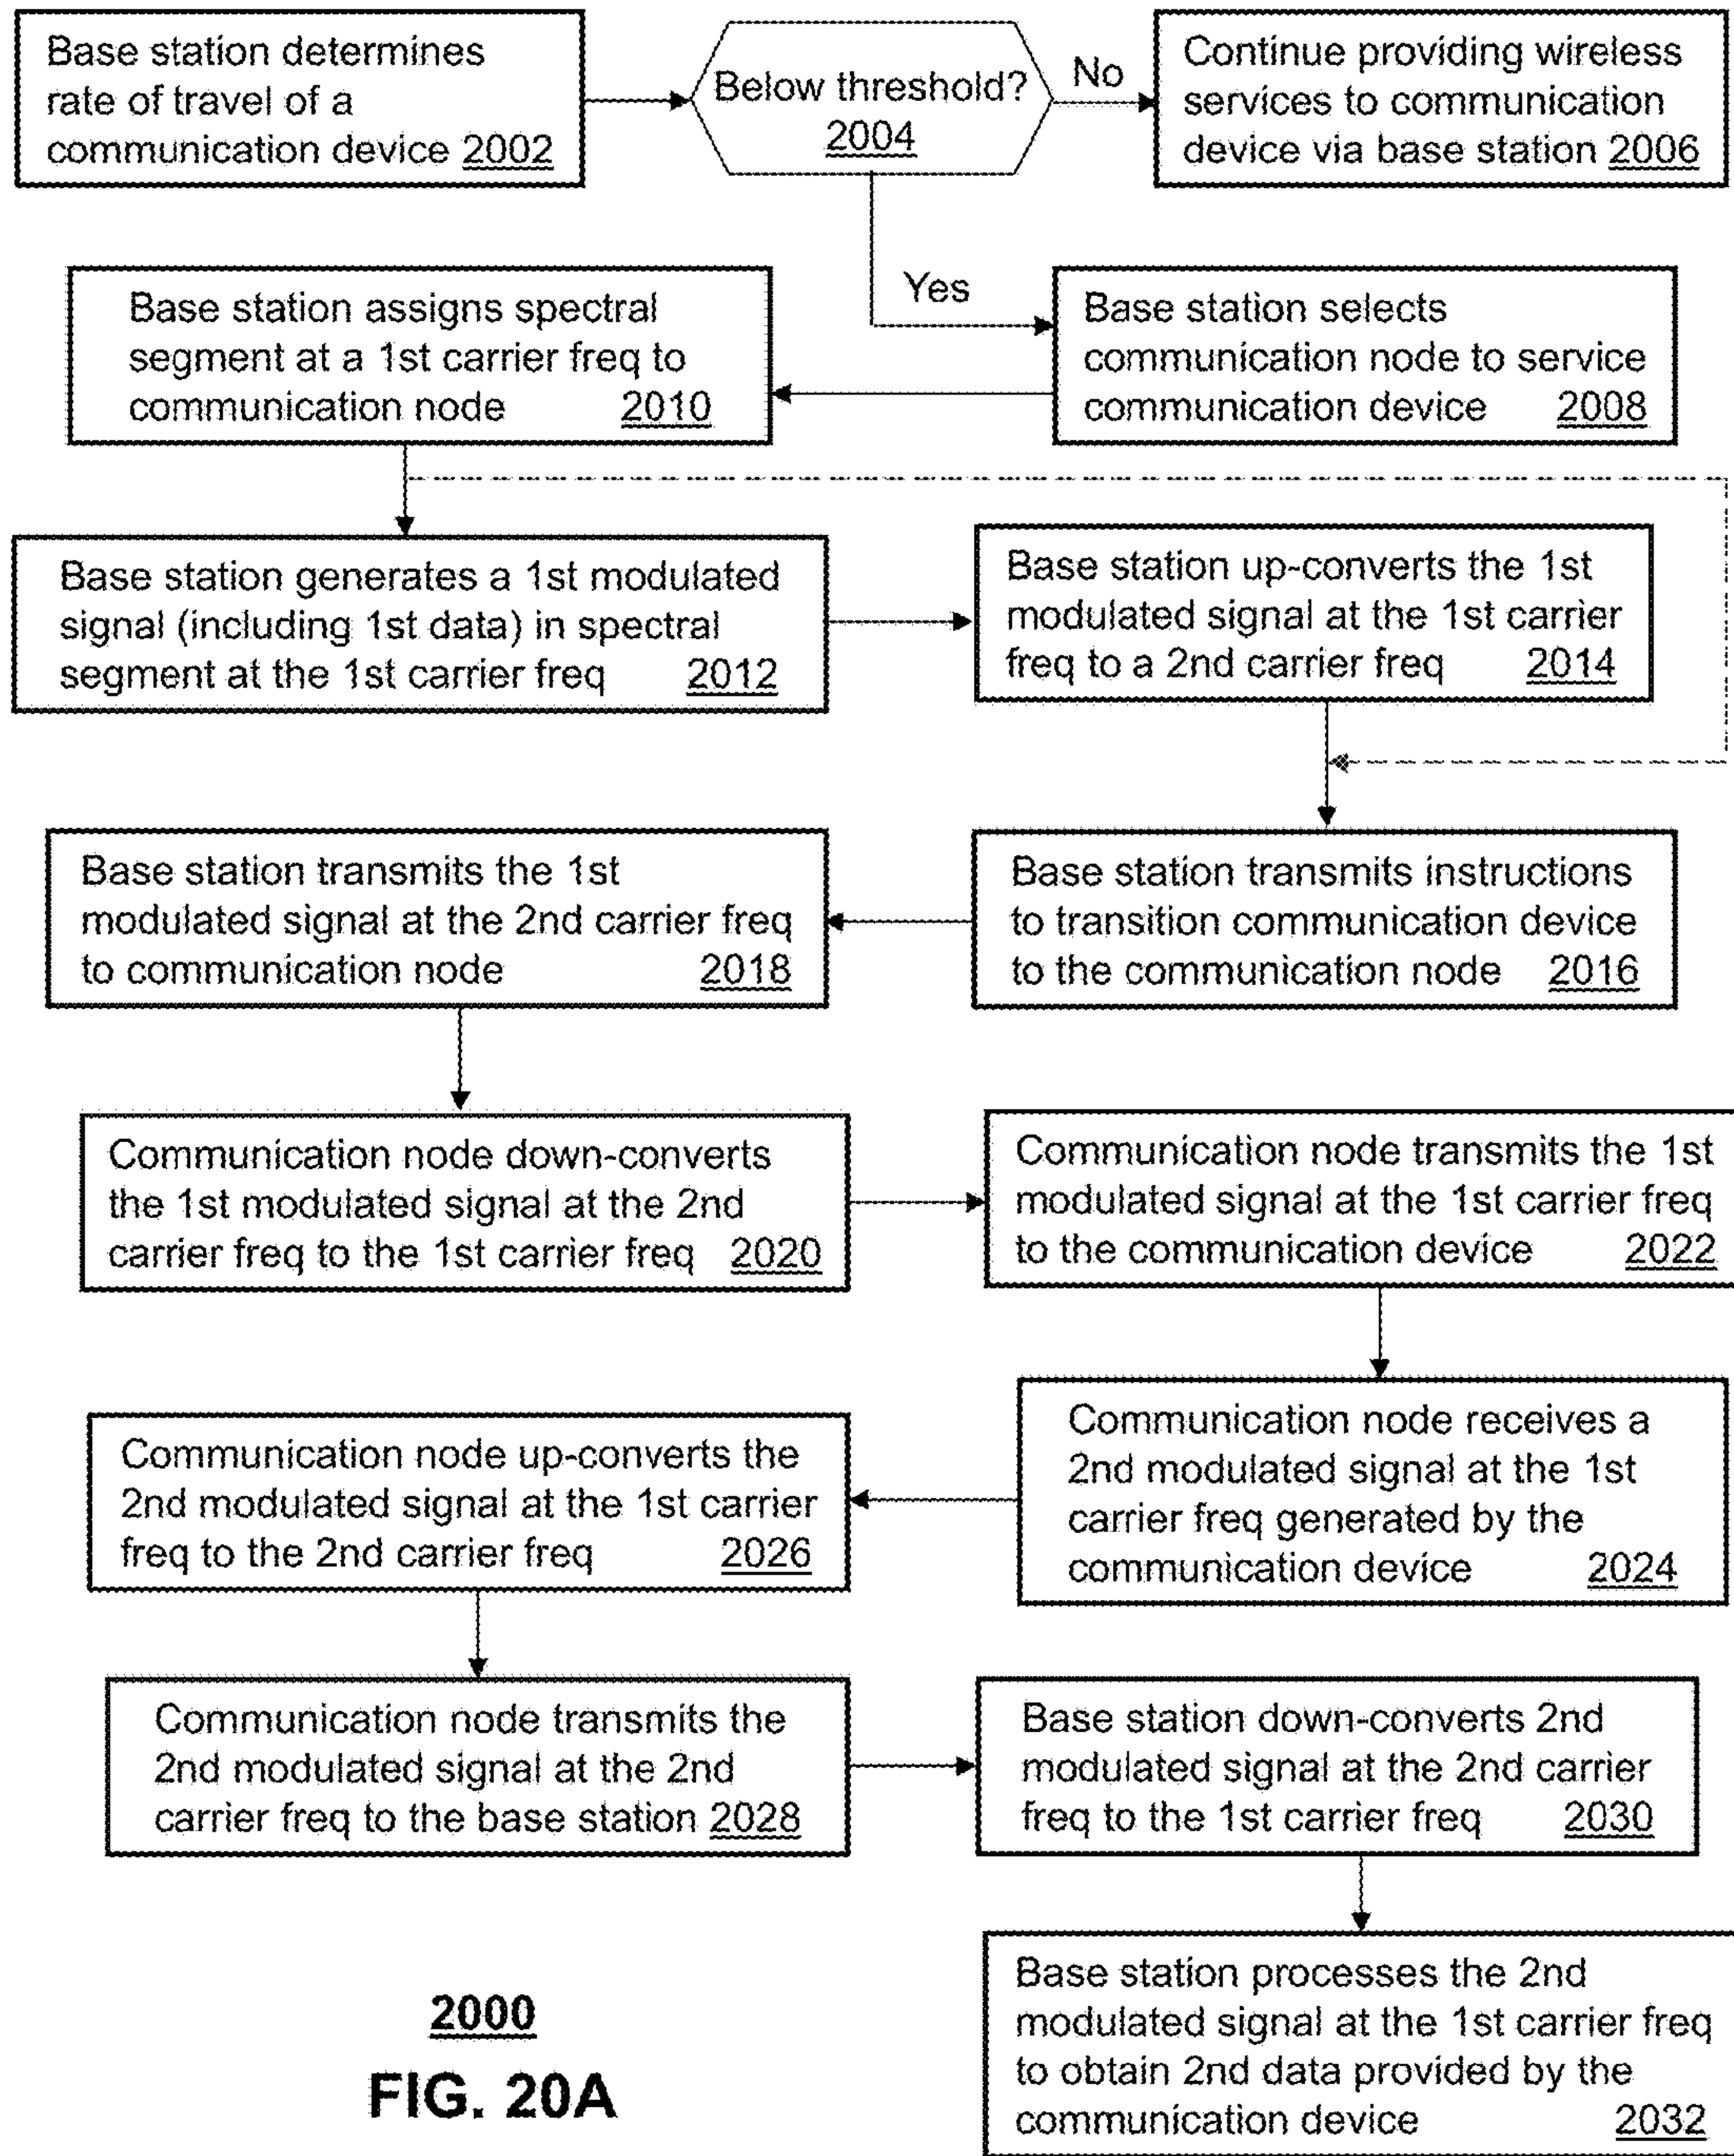 Base station determines
rate of travel of a
communication device 2002
Below threshold?
2004
No
Continue providing wireless
services to communication
device via base station 2006
Yes
Base station selects
communication node to service
communication device 2008
Base station assigns spectral
segment at a 1st carrier freq to
communication node 2010
Base station generates a 1st modulated
signal (including 1st data) in spectral
segment at the 1st carrier freq 2012
Base station up-converts the 1st
modulated signal at the 1st carrier
freq to a 2nd carrier freq 2014
Base station transmits instructions
to transition communication device
to the communication node 2016
Base station transmits the 1st
modulated signal at the 2nd carrier freq
to communication node 2018
Communication node down-converts
the 1st modulated signal at the 2nd
carrier freq to the 1st carrier freq 2020
Communication node transmits the 1st
modulated signal at the 1st carrier freq
to the communication device 2022
Communication node receives a
2nd modulated signal at the 1st
carrier freq generated by the
communication device 2024
Communication node up-converts the
2nd modulated signal at the 1st carrier
freq to the 2nd carrier freq 2026
Communication node transmits the
2nd modulated signal at the 2nd
carrier freq to the base station 2028
Base station down-converts 2nd
modulated signal at the 2nd carrier
freq to the 1st carrier freq 2030
Base station processes the 2nd
modulated signal at the 1st carrier freq
to obtain 2nd data provided by the
communication device 2032
2000
FIG. 20A